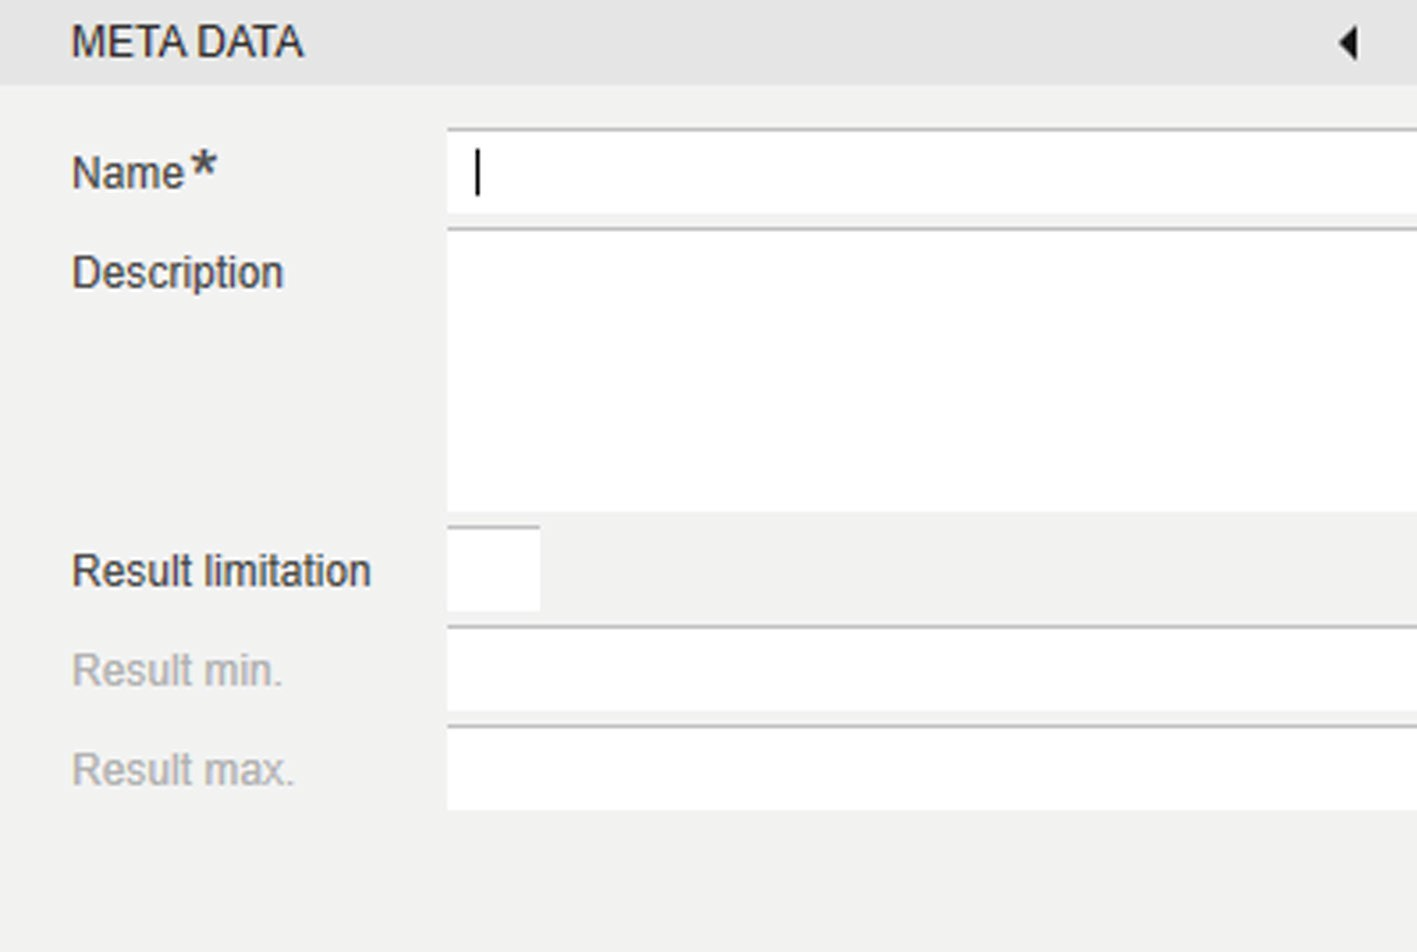 META DATA
Name*
Description
Result limitation
Result min.
Result max.